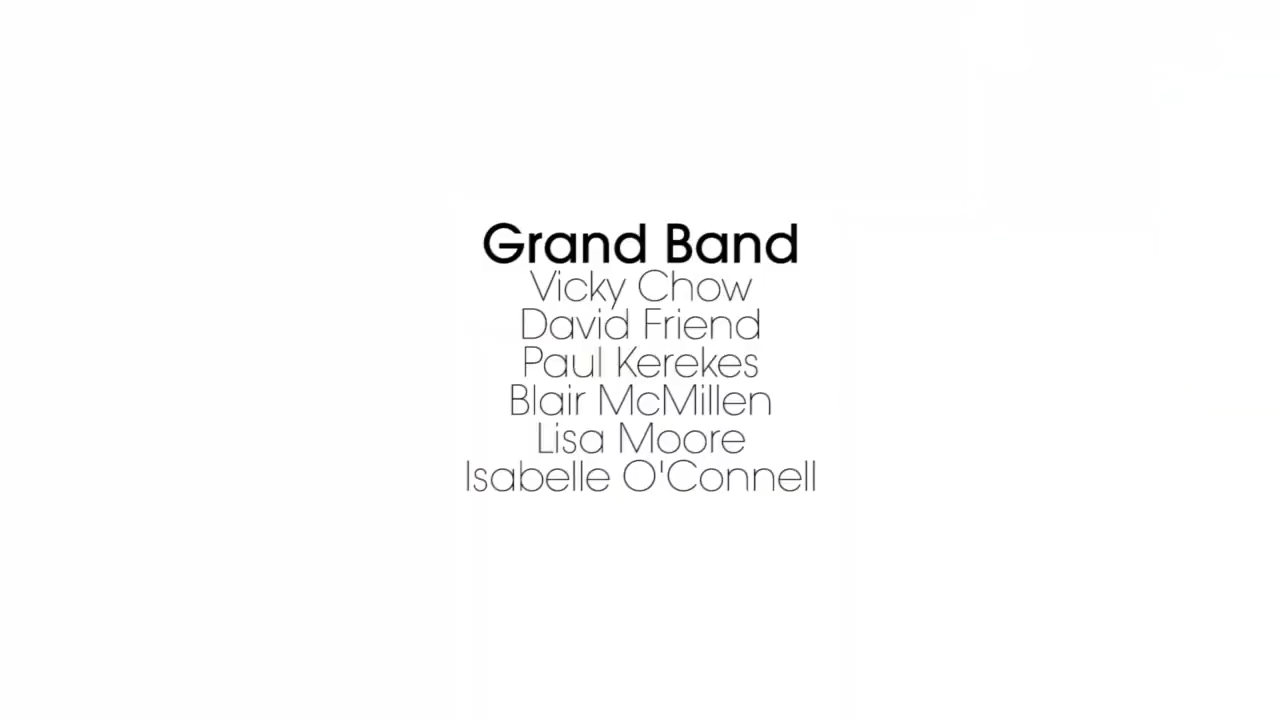 Grand Band
Vicky Chow
David Friend
Paul Kerekes
Blair McMillen
Lisa Moore
Isabelle O'Connell